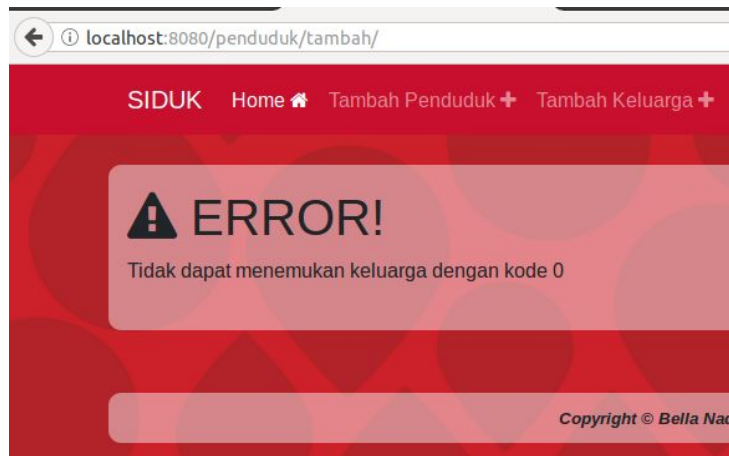 localhost:8080/penduduk/tambah/
SIDUK Home Tambah Penduduk Tambah Keluarga
ERROR!
Tidak dapat menemukan keluarga dengan kode 0
Copyright © Bella